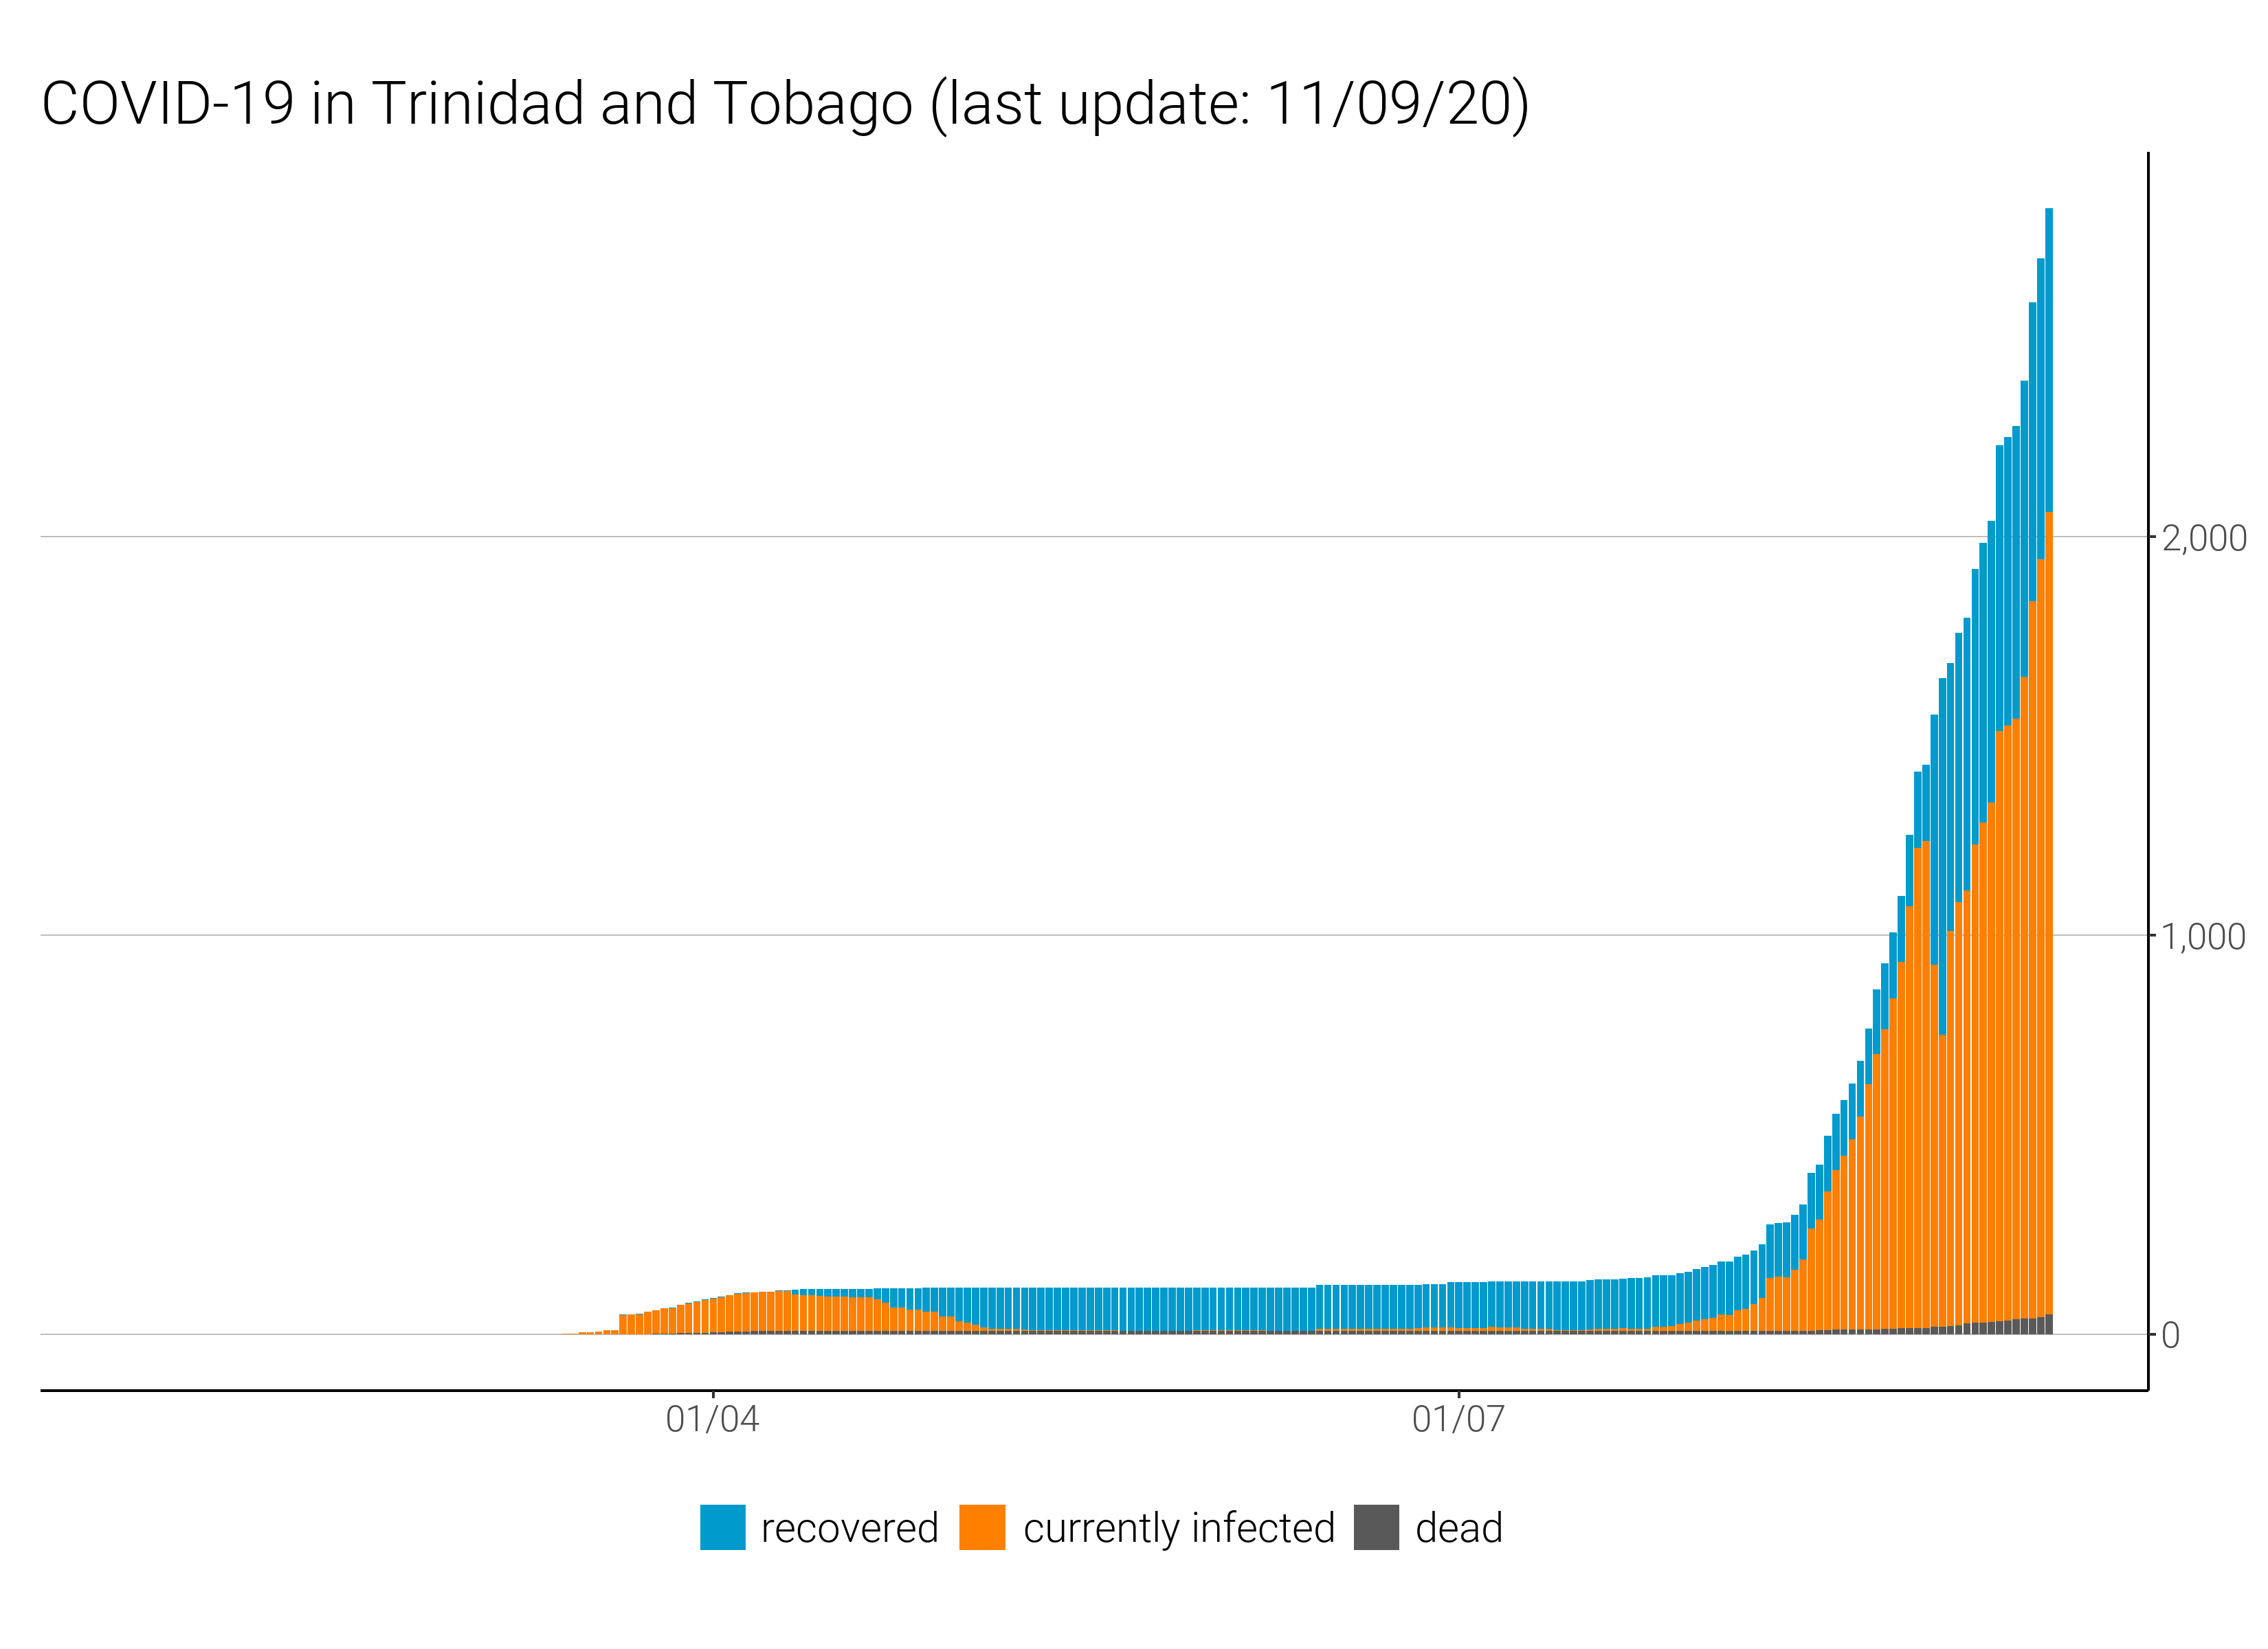 COVID-19 in Trinidad and Tobago (last update: 11/09/20)
2,000
1,000
0
01/04 01/07
recovered currently infected dead